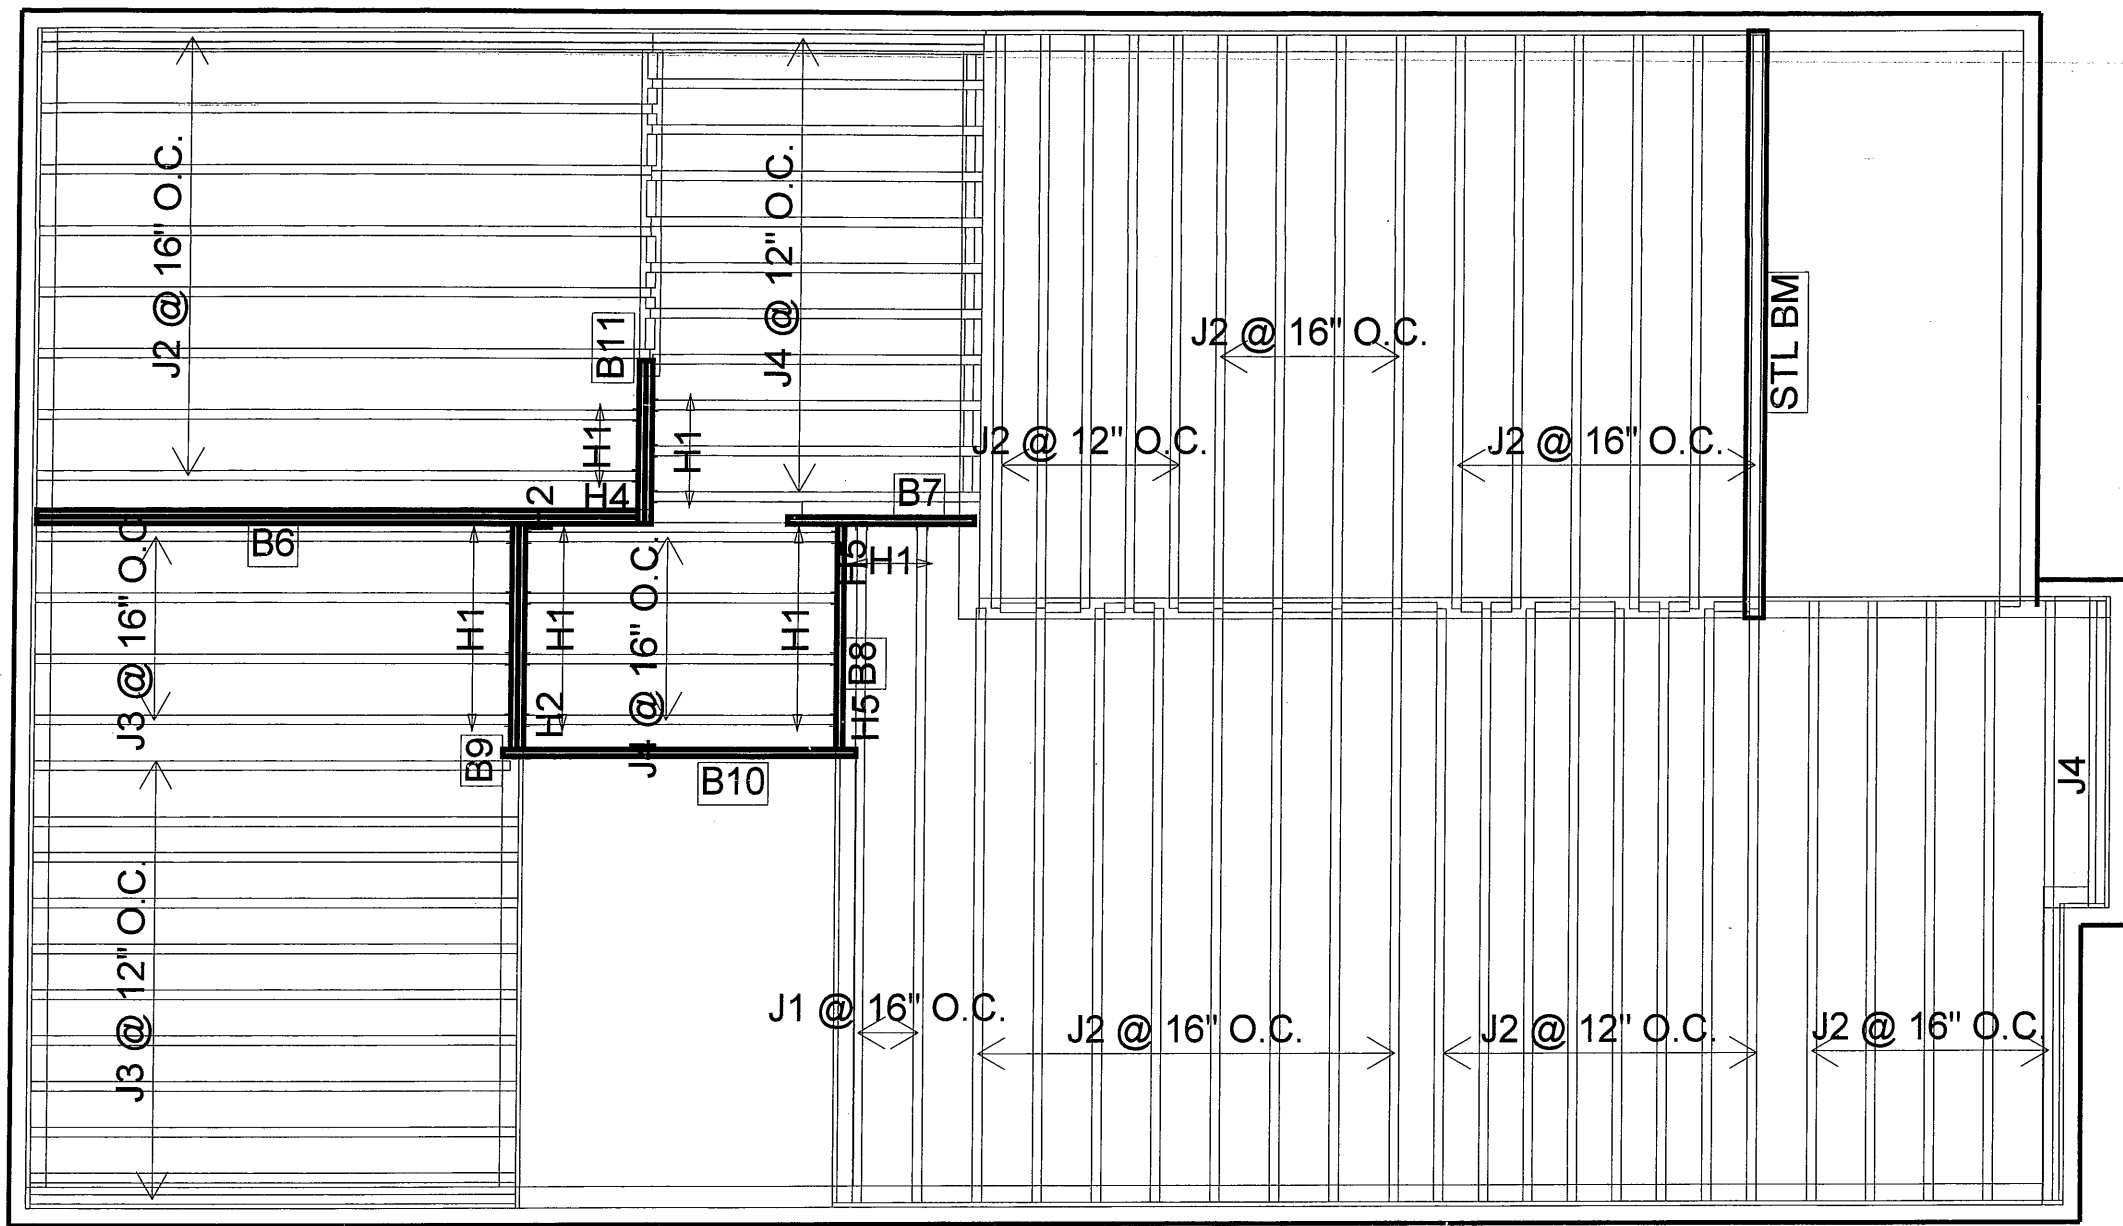 J2 @ 16" O.C.
J4 @ 12" O.C.
B11
H1
H1
H4
B7
J2 @ 16" O.C.
J2 @ 12" O.C.
J2 @ 16" O.C.
STL BM
B6
J3 @ 16" O.C
H1
H1
H2
@ 16" O.C.
H1
H5
H1
B8
H5
B9
B10
J3 @ 12" O.C.
J1 @ 16" O.C.
J2 @ 16" O.C.
J2 @ 12" O.C.
J2 @ 16" O.C.
J4